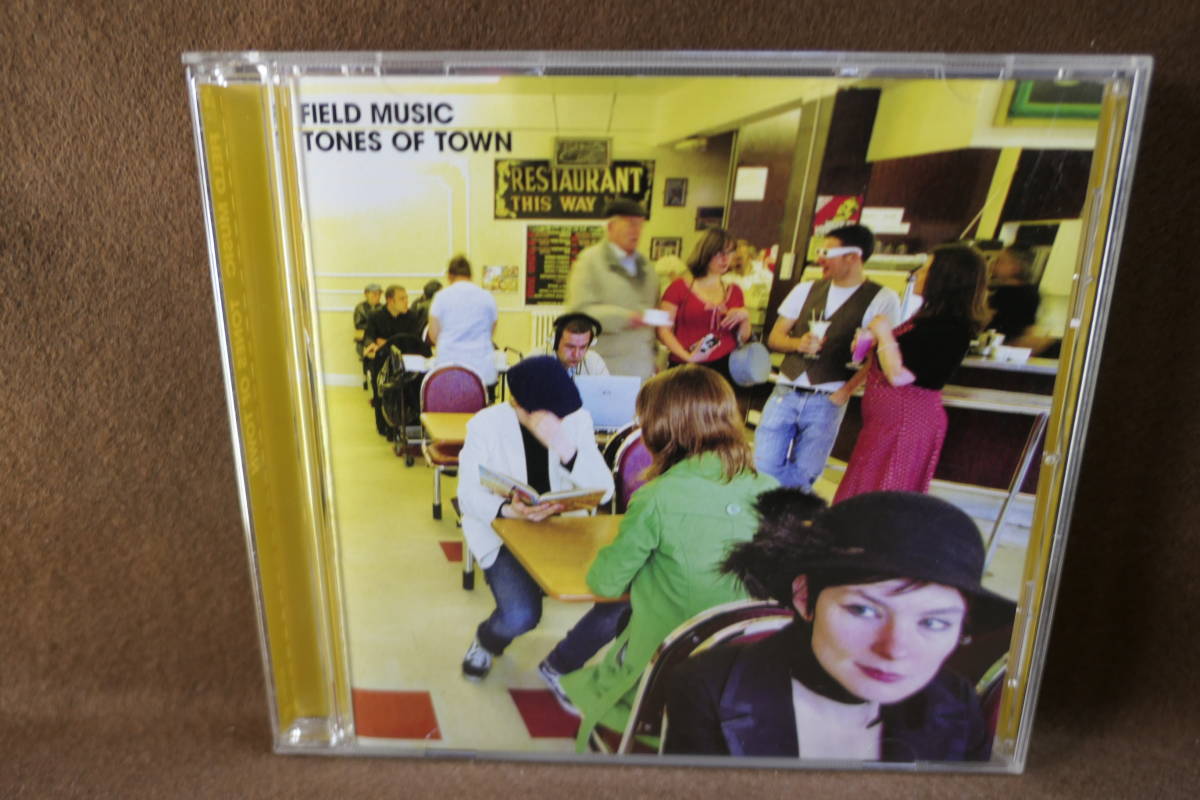 FIELD MUSIC
TONES OF TOWN
RESTAURANT
THIS WAY
FIELD MUSIC TONES OF TOWN